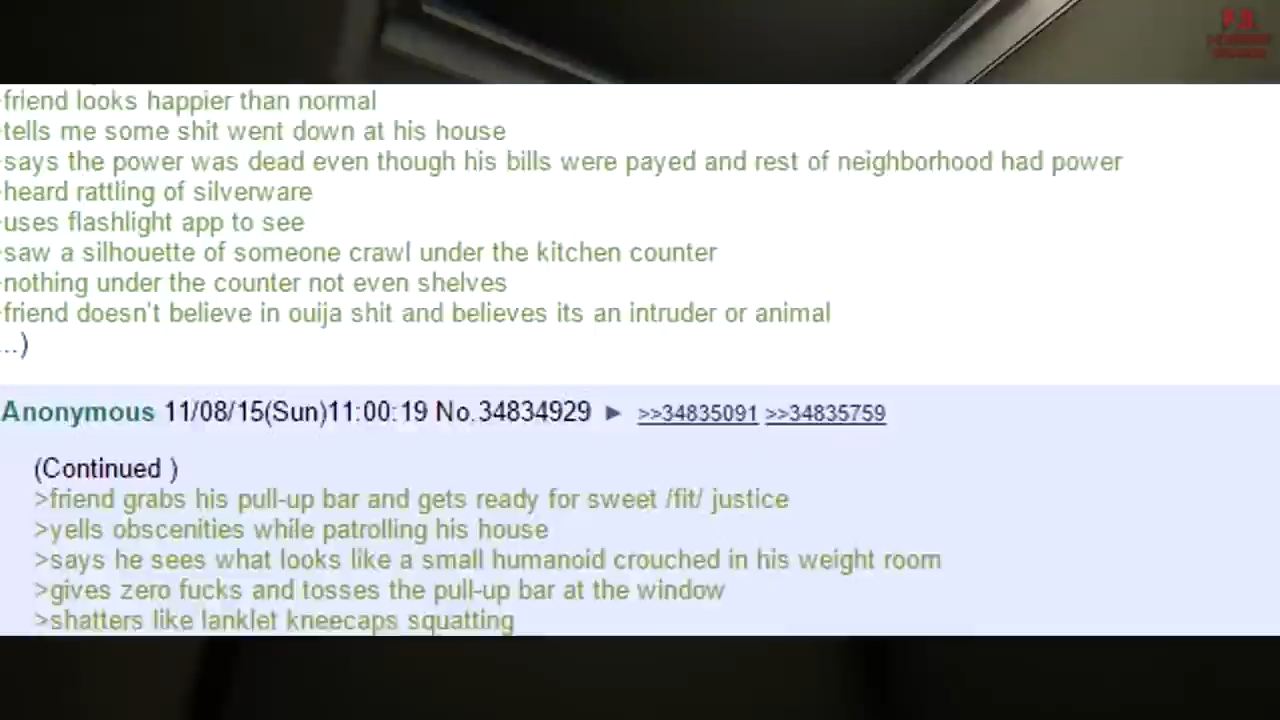 friend looks happier than normal
tells me some shit went down at his house
says the power was dead even though his bills were payed and rest of neighborhood had power
heard rattling of silverware
uses flashlight app to see
saw a silhouette of someone crawl under the kitchen counter
nothing under the counter not even shelves
friend doesn't believe in ouija shit and believes its an intruder or animal
...)
Anonymous 11/08/15(Sun)11:00:19 No.34834929 ► >>34835091 >>34835759
(Continued )
>friend grabs his pull-up bar and gets ready for sweet /fit/ justice
>yells obscenities while patrolling his house
>says he sees what looks like a small humanoid crouched in his weight room
>gives zero fucks and tosses the pull-up bar at the window
>shatters like lanklet kneecaps squatting